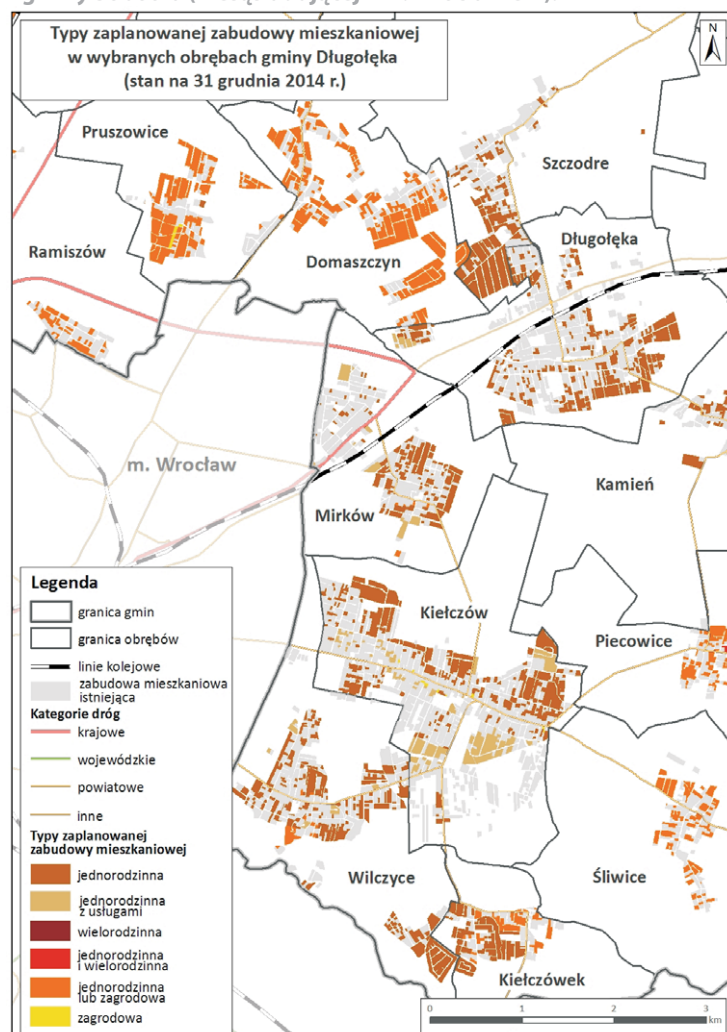 Typy zaplanowanej zabudowy mieszkaniowej
w wybranych obrębach gminy Długołęka
(stan na 31 grudnia 2014 r.)
N
Pruszowice
Szczodre
Długołęka
Ramiszów
Domaszczyn
m. Wrocław
Kamień
Mirków
Kiełczów
Piecowice
Wilczyce
Śliwice
Kiełczówek
Legenda
granica gmin
granica obrębów
linie kolejowe
zabudowa mieszkaniowa
istniejąca
Kategorie dróg
krajowe
wojewódzkie
powiatowe
inne
Typy zaplanowanej
zabudowy mieszkaniowej
jednorodzinna
jednorodzinna
z usługami
wielorodzinna
jednorodzinna
i wielorodzinna
jednorodzinna
lub zagrodowa
zagrodowa
0 1 2 3
km